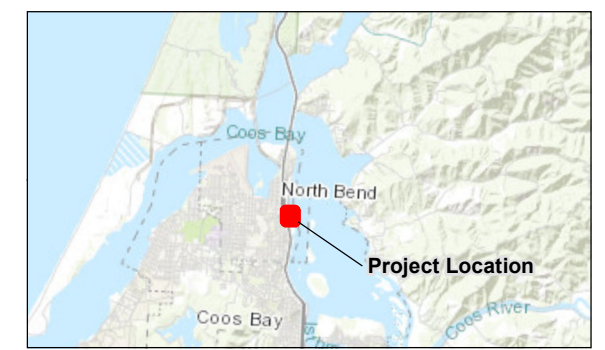 Coos Bay
North Bend
Project Location
Coos Bay
Coos River